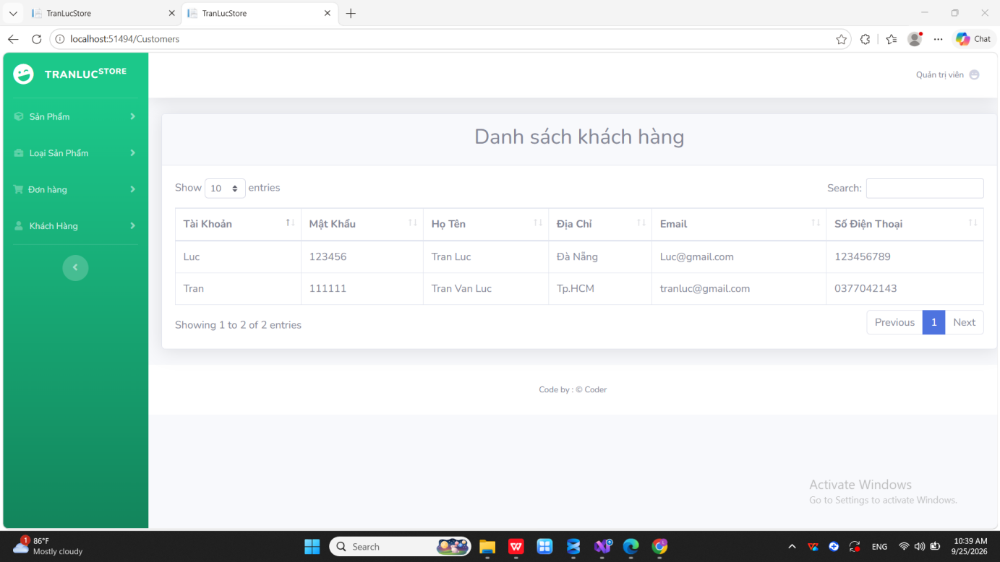 TranLucStore
TranLucStore
localhost:51494/Customers
Chat
TRANLUCSTORE
Quản trị viên
Sản Phẩm
Loại Sản Phẩm
Đơn hàng
Khách Hàng
Danh sách khách hàng
Show 10 entries
Search:
Tài Khoản Mật Khẩu Họ Tên Địa Chỉ Email Số Điện Thoại
Luc 123456 Tran Luc Đà Nẵng Luc@gmail.com 123456789
Tran 111111 Tran Van Luc Tp.HCM tranluc@gmail.com 0377042143
Showing 1 to 2 of 2 entries
Previous 1 Next
Code by : © Coder
Activate Windows
Go to Settings to activate Windows.
1
86°F
Mostly cloudy
Search
ENG
10:39 AM
9/25/2026